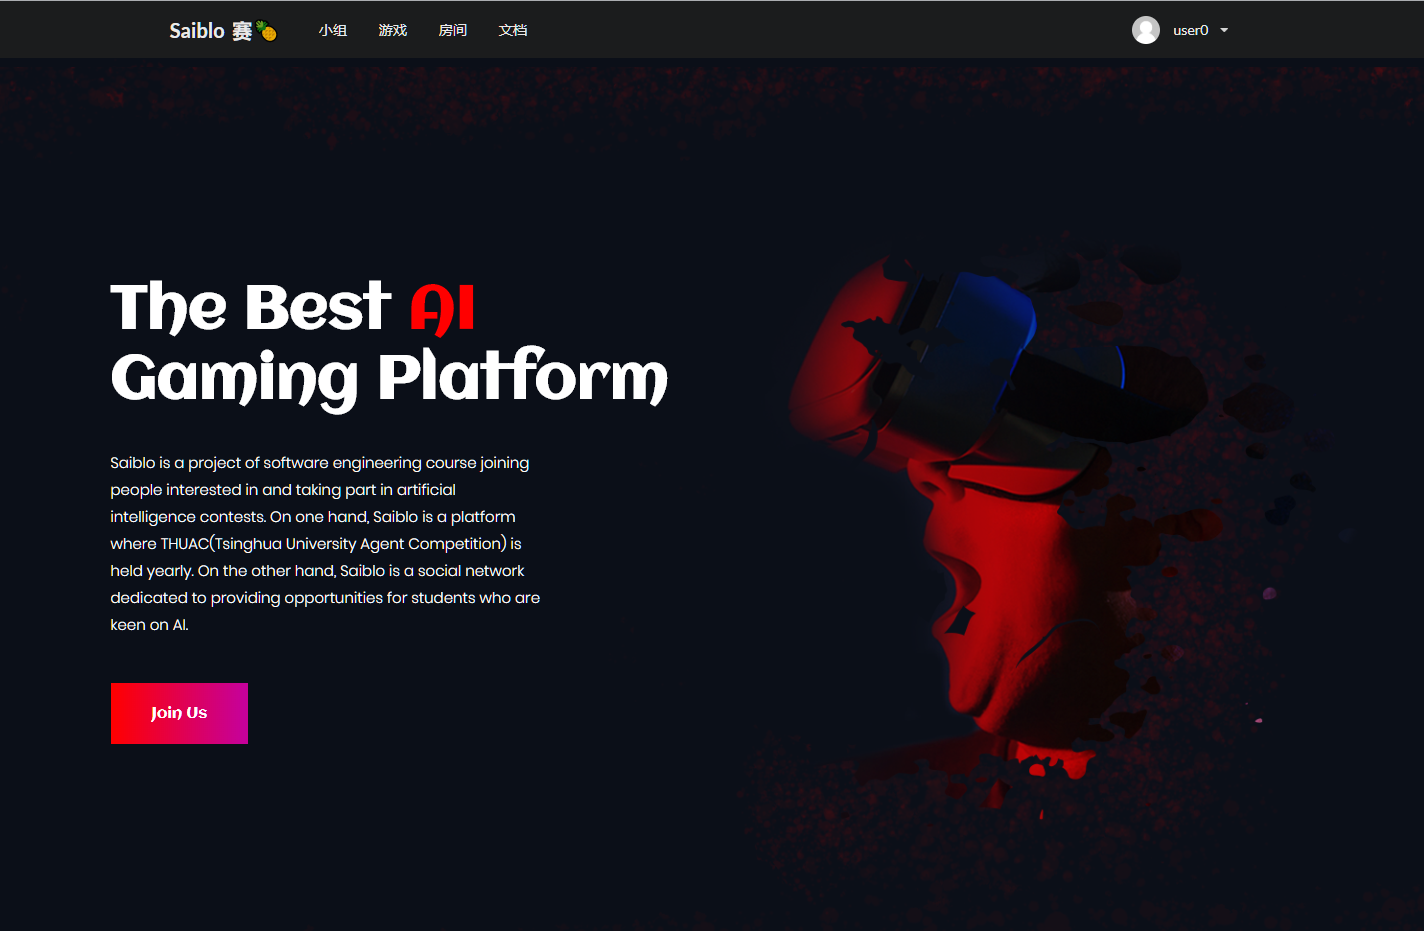 Saiblo 赛🍍 小组 游戏 房间 文档 user0
The Best AI
Gaming Platform
Saiblo is a project of software engineering course joining
people interested in and taking part in artificial
intelligence contests. On one hand, Saiblo is a platform
where THUAC(Tsinghua University Agent Competition) is
held yearly. On the other hand, Saiblo is a social network
dedicated to providing opportunities for students who are
keen on AI.
Join Us